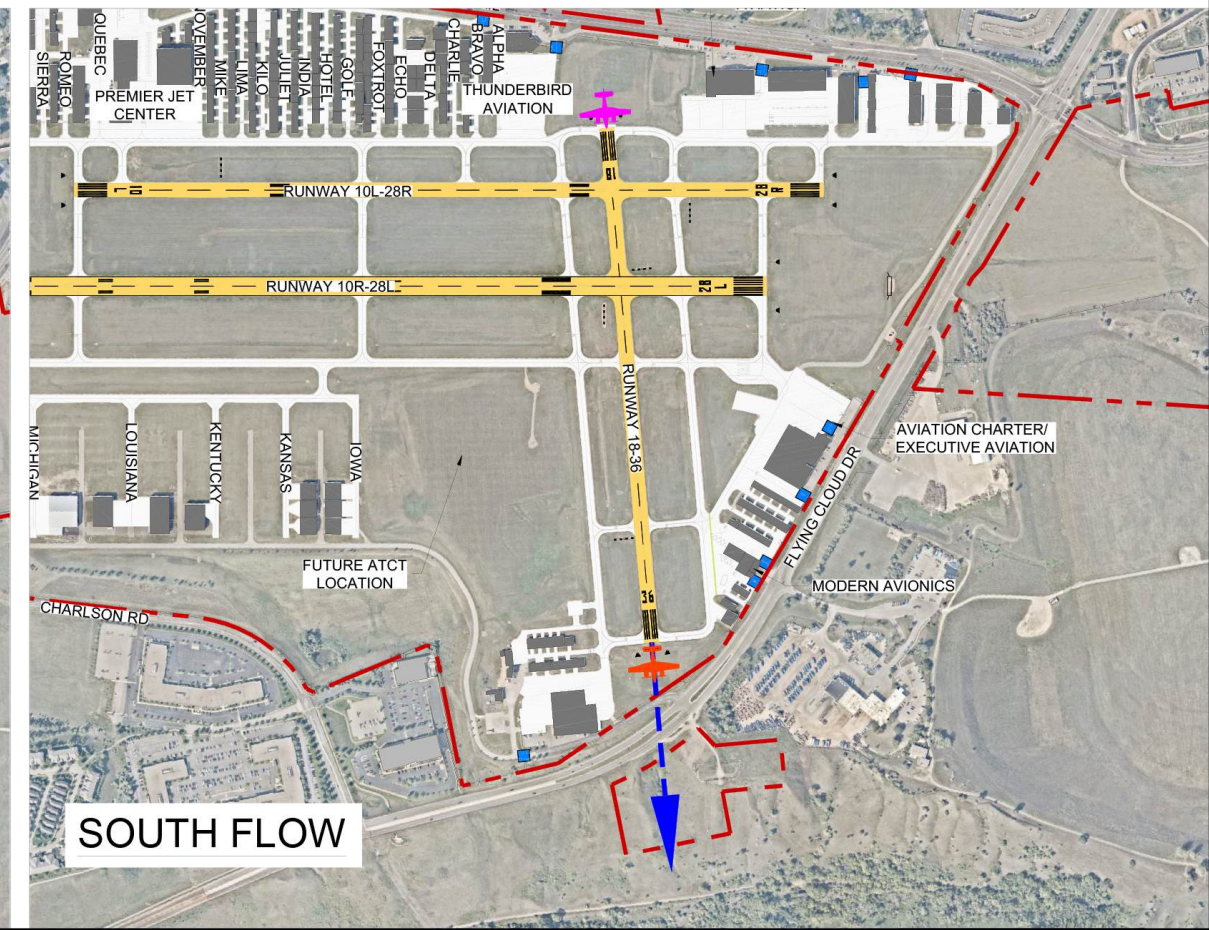 SIERRA
ROMEO
QUEBEC
PREMIER JET
CENTER
MIKE
LIMA
KILO
JULIET
INDIA
HOTEL
GOLF
FOXTROT
ECHO
DELTA
CHARLIE
BRAVO
ALPHA
THUNDERBIRD
AVIATION
18
10
L
RUNWAY 10L-28R
28
R
RUNWAY 10R-28L
28
L
RUNWAY 18-36
MICHIGAN
LOUISIANA
KENTUCKY
KANSAS
IOWA
AVIATION CHARTER/
EXECUTIVE AVIATION
FLYING CLOUD DR
FUTURE ATCT
LOCATION
MODERN AVIONICS
36
CHARLSON RD
SOUTH FLOW